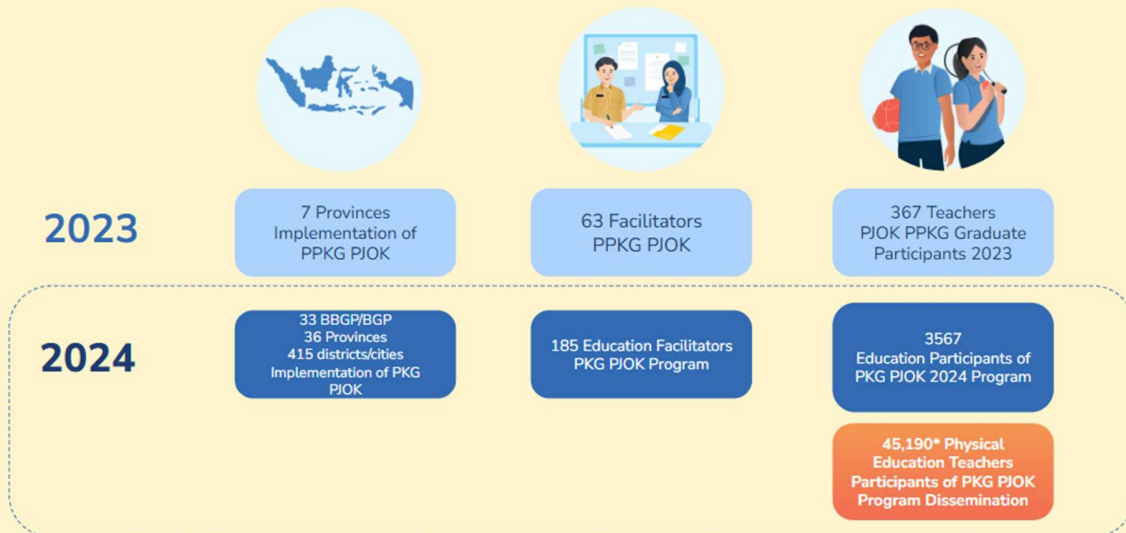 2023
7 Provinces
Implementation of
PPKG PJOK
63 Facilitators
PPKG PJOK
367 Teachers
PJOK PPKG Graduate
Participants 2023
2024
33 BBGP/BGP
36 Provinces
415 districts/cities
Implementation of PKG
PJOK
185 Education Facilitators
PKG PJOK Program
3567
Education Participants of
PKG PJOK 2024 Program
45,190* Physical
Education Teachers
Participants of PKG PJOK
Program Dissemination